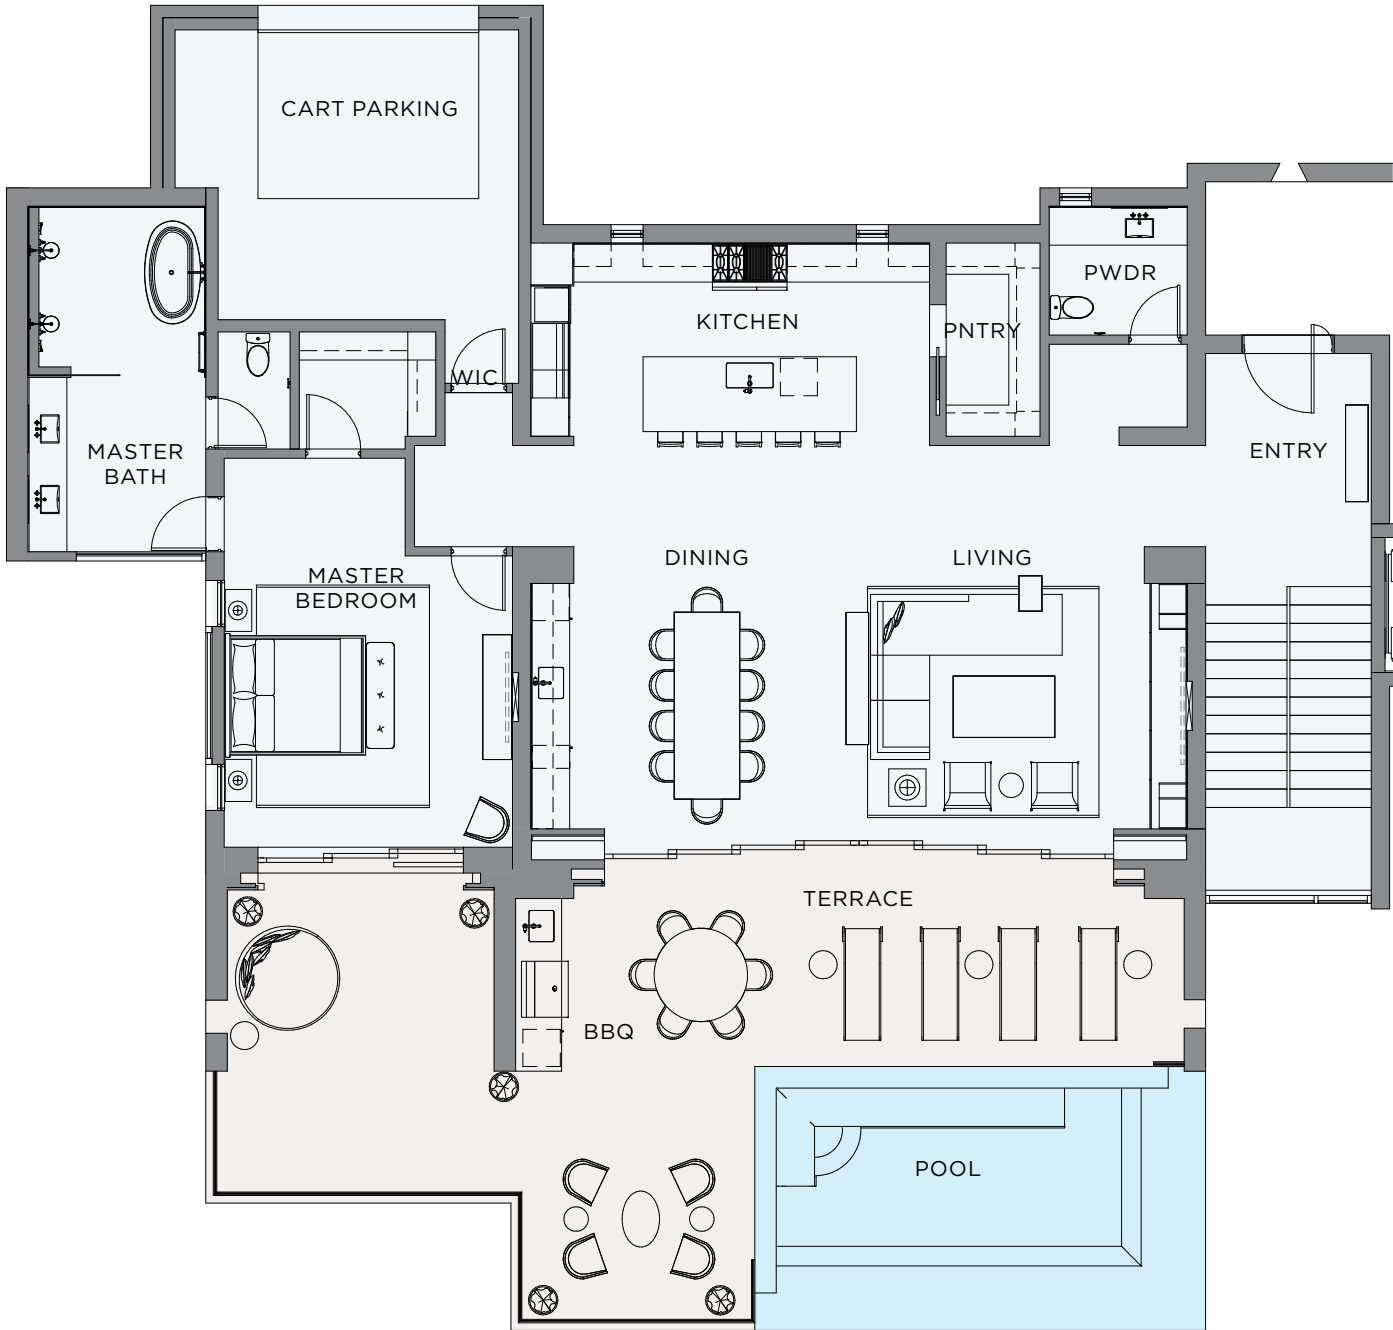 CART PARKING
PWDR
KITCHEN
PNTRY
WIC
MASTER
BATH
ENTRY
DINING
LIVING
MASTER
BEDROOM
TERRACE
BBQ
POOL